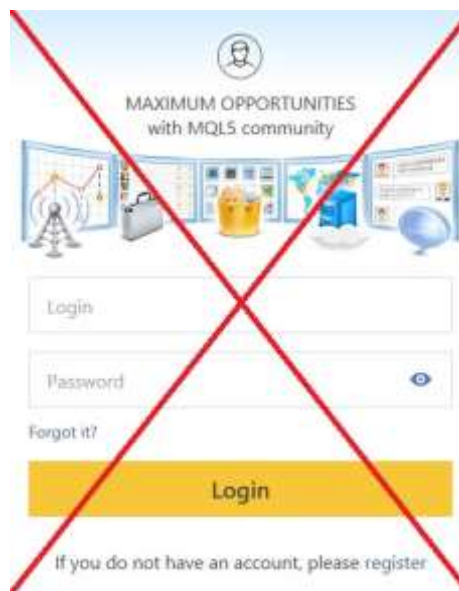 MAXIMUM OPPORTUNITIES
with MQL5 community
Login
Password
Forgot it?
Login
If you do not have an account, please register